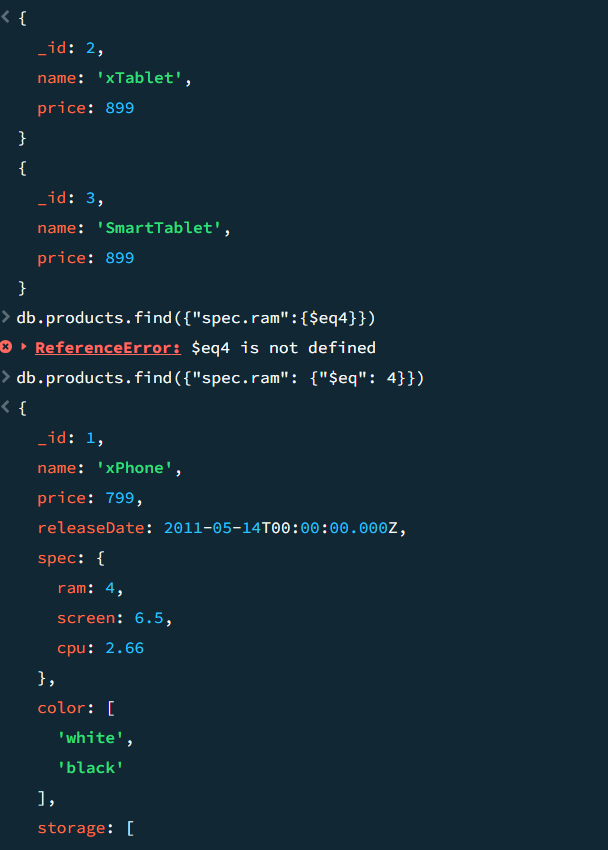 {
_id: 2,
name: 'xTablet',
price: 899
}
{
_id: 3,
name: 'SmartTablet',
price: 899
}
db.products.find({"spec.ram":{$eq4}})
ReferenceError: $eq4 is not defined
db.products.find({"spec.ram": {"$eq": 4}})
{
_id: 1,
name: 'xPhone',
price: 799,
releaseDate: 2011-05-14T00:00:00.000Z,
spec: {
ram: 4,
screen: 6.5,
cpu: 2.66
},
color: [
'white',
'black'
],
storage: [